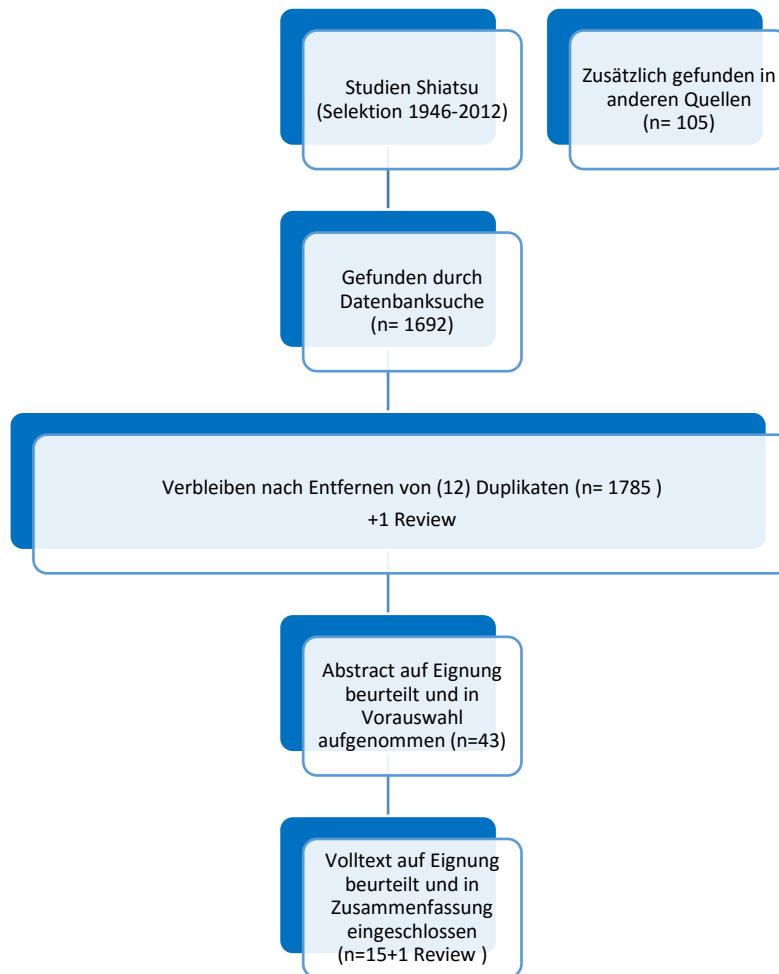 Studien Shiatsu
(Selektion 1946-2012)
Zusätzlich gefunden in
anderen Quellen
(n= 105)
Gefunden durch
Datenbanksuche
(n= 1692)
Verbleiben nach Entfernen von (12) Duplikaten (n= 1785 )
+1 Review
Abstract auf Eignung
beurteilt und in
Vorauswahl
aufgenommen (n=43)
Volltext auf Eignung
beurteilt und in
Zusammenfassung
eingeschlossen
(n=15+1 Review )